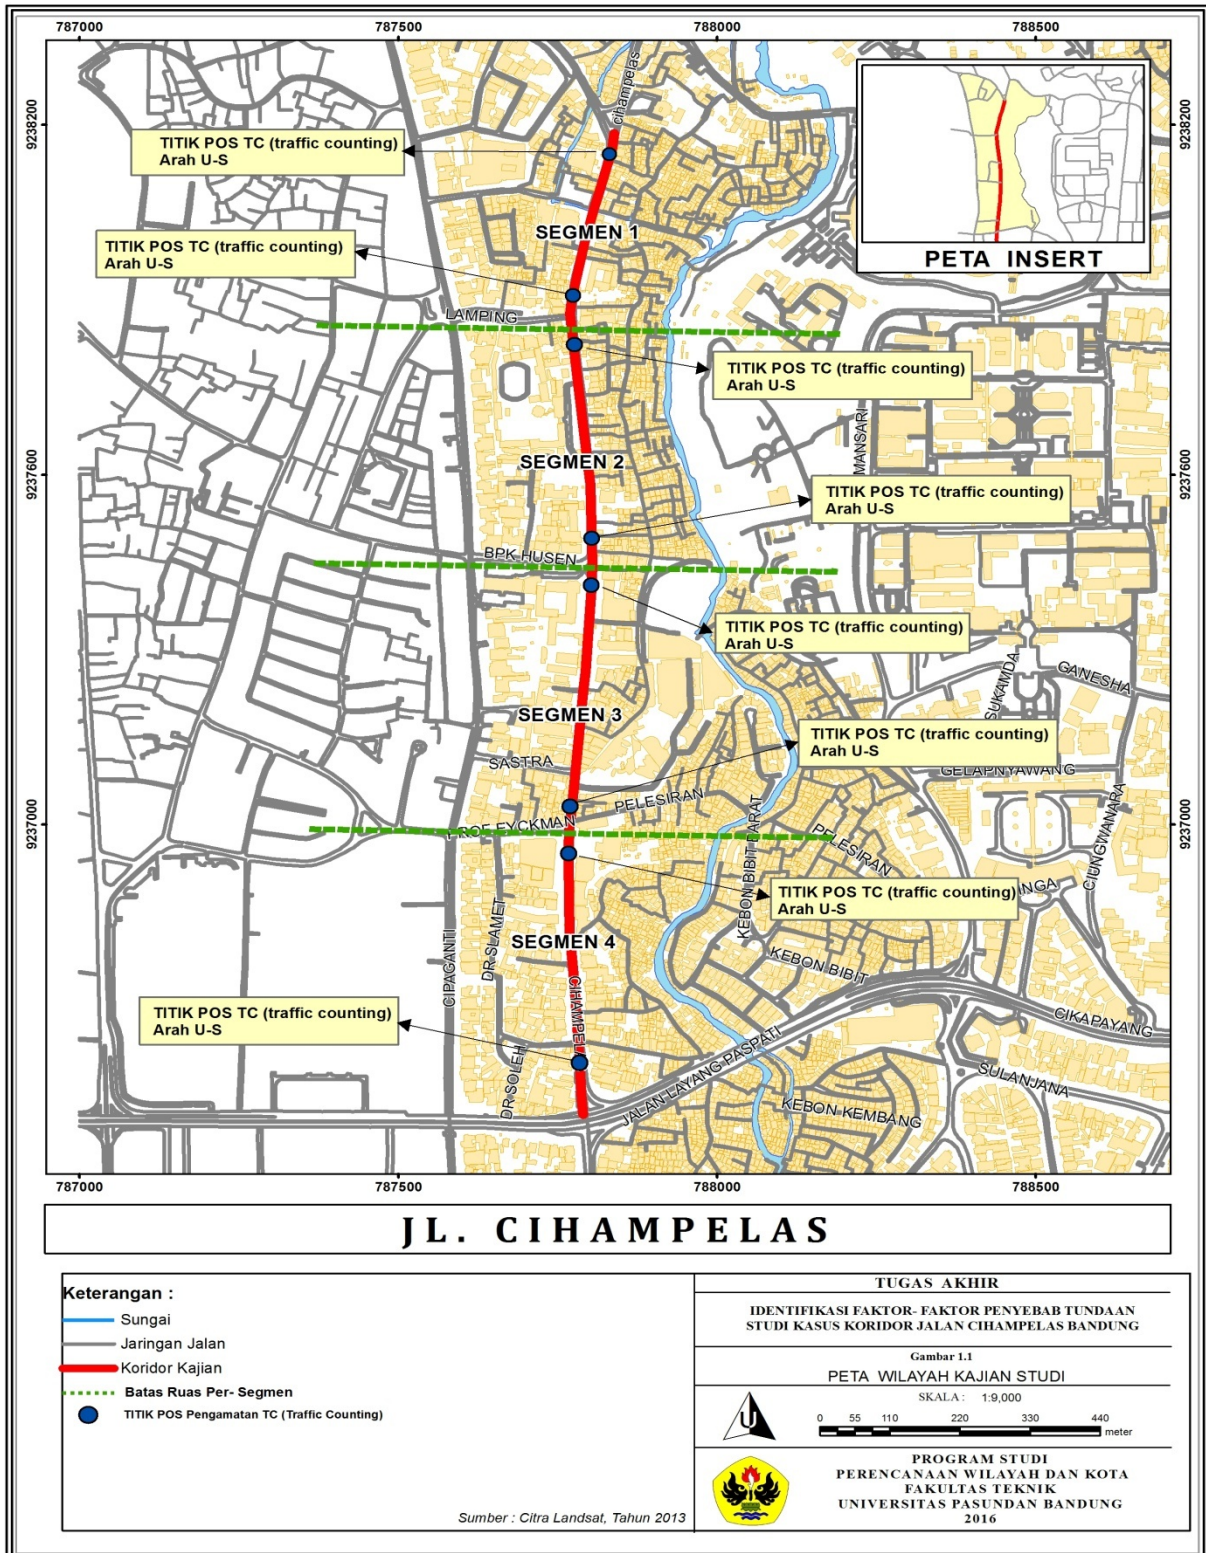 787000
787500
788000
788500
9238200
9238200
cihampelas
TITIK POS TC (traffic counting)
Arah U-S
SEGMEN 1
PETA INSERT
TITIK POS TC (traffic counting)
Arah U-S
LAMPING
TITIK POS TC (traffic counting)
Arah U-S
MANSARI
SEGMEN 2
9237600
9237600
TITIK POS TC (traffic counting)
Arah U-S
BPK HUSEN
TITIK POS TC (traffic counting)
Arah U-S
SUKAMDA
GANESHA
SEGMEN 3
TITIK POS TC (traffic counting)
Arah U-S
SASTRA
GELAPNYAWANG
PELESIRAN
CIUNGWANARA
9237000
9237000
PROF EYCKMAN
PELESIRAN
KEBON BIBIT BARAT
TITIK POS TC (traffic counting)
Arah U-S
INGA
DR SLAMET
SEGMEN 4
CIPAGANTI
KEBON BIBIT
CIHAMPELA
TITIK POS TC (traffic counting)
Arah U-S
CIKAPAYANG
DR SOLEH
JALAN LAYANG PASPATI
SULANJANA
KEBON KEMBANG
787000
787500
788000
788500
JL. CIHAMPELAS
Keterangan :
Sungai
Jaringan Jalan
Koridor Kajian
Batas Ruas Per- Segmen
TITIK POS Pengamatan TC (Traffic Counting)
Sumber : Citra Landsat, Tahun 2013
TUGAS AKHIR
IDENTIFIKASI FAKTOR- FAKTOR PENYEBAB TUNDAAN
STUDI KASUS KORIDOR JALAN CIHAMPELAS BANDUNG
Gambar 1.1
PETA WILAYAH KAJIAN STUDI
SKALA : 1:9,000
U
0 55 110 220 330 440
meter
PROGRAM STUDI
PERENCANAAN WILAYAH DAN KOTA
FAKULTAS TEKNIK
UNIVERSITAS PASUNDAN BANDUNG
2016